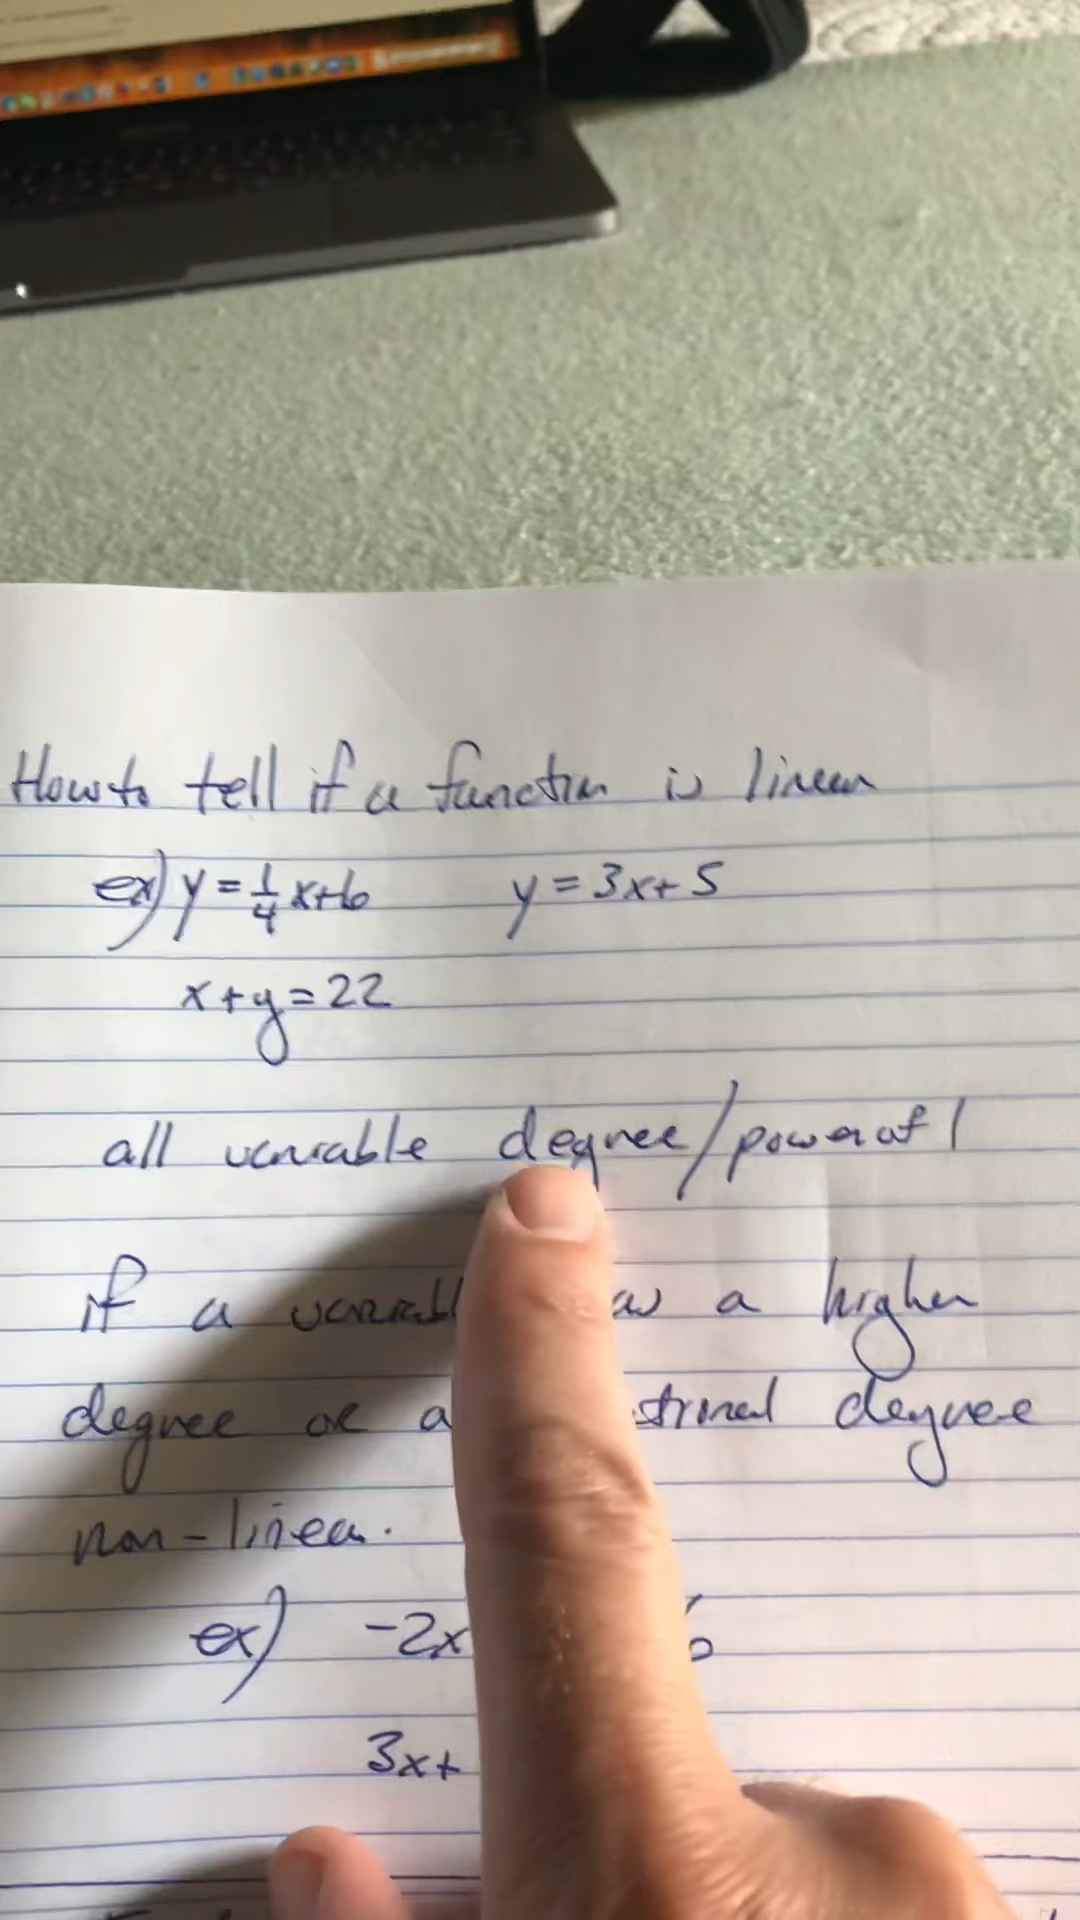 How to tell if a function is linear
ex) y = 1/4 x+6 y = 3x+5
x+y=22
all variable degree/power of 1
if a a higher
degree or a degree
non-linear.
ex) -2x
3x+